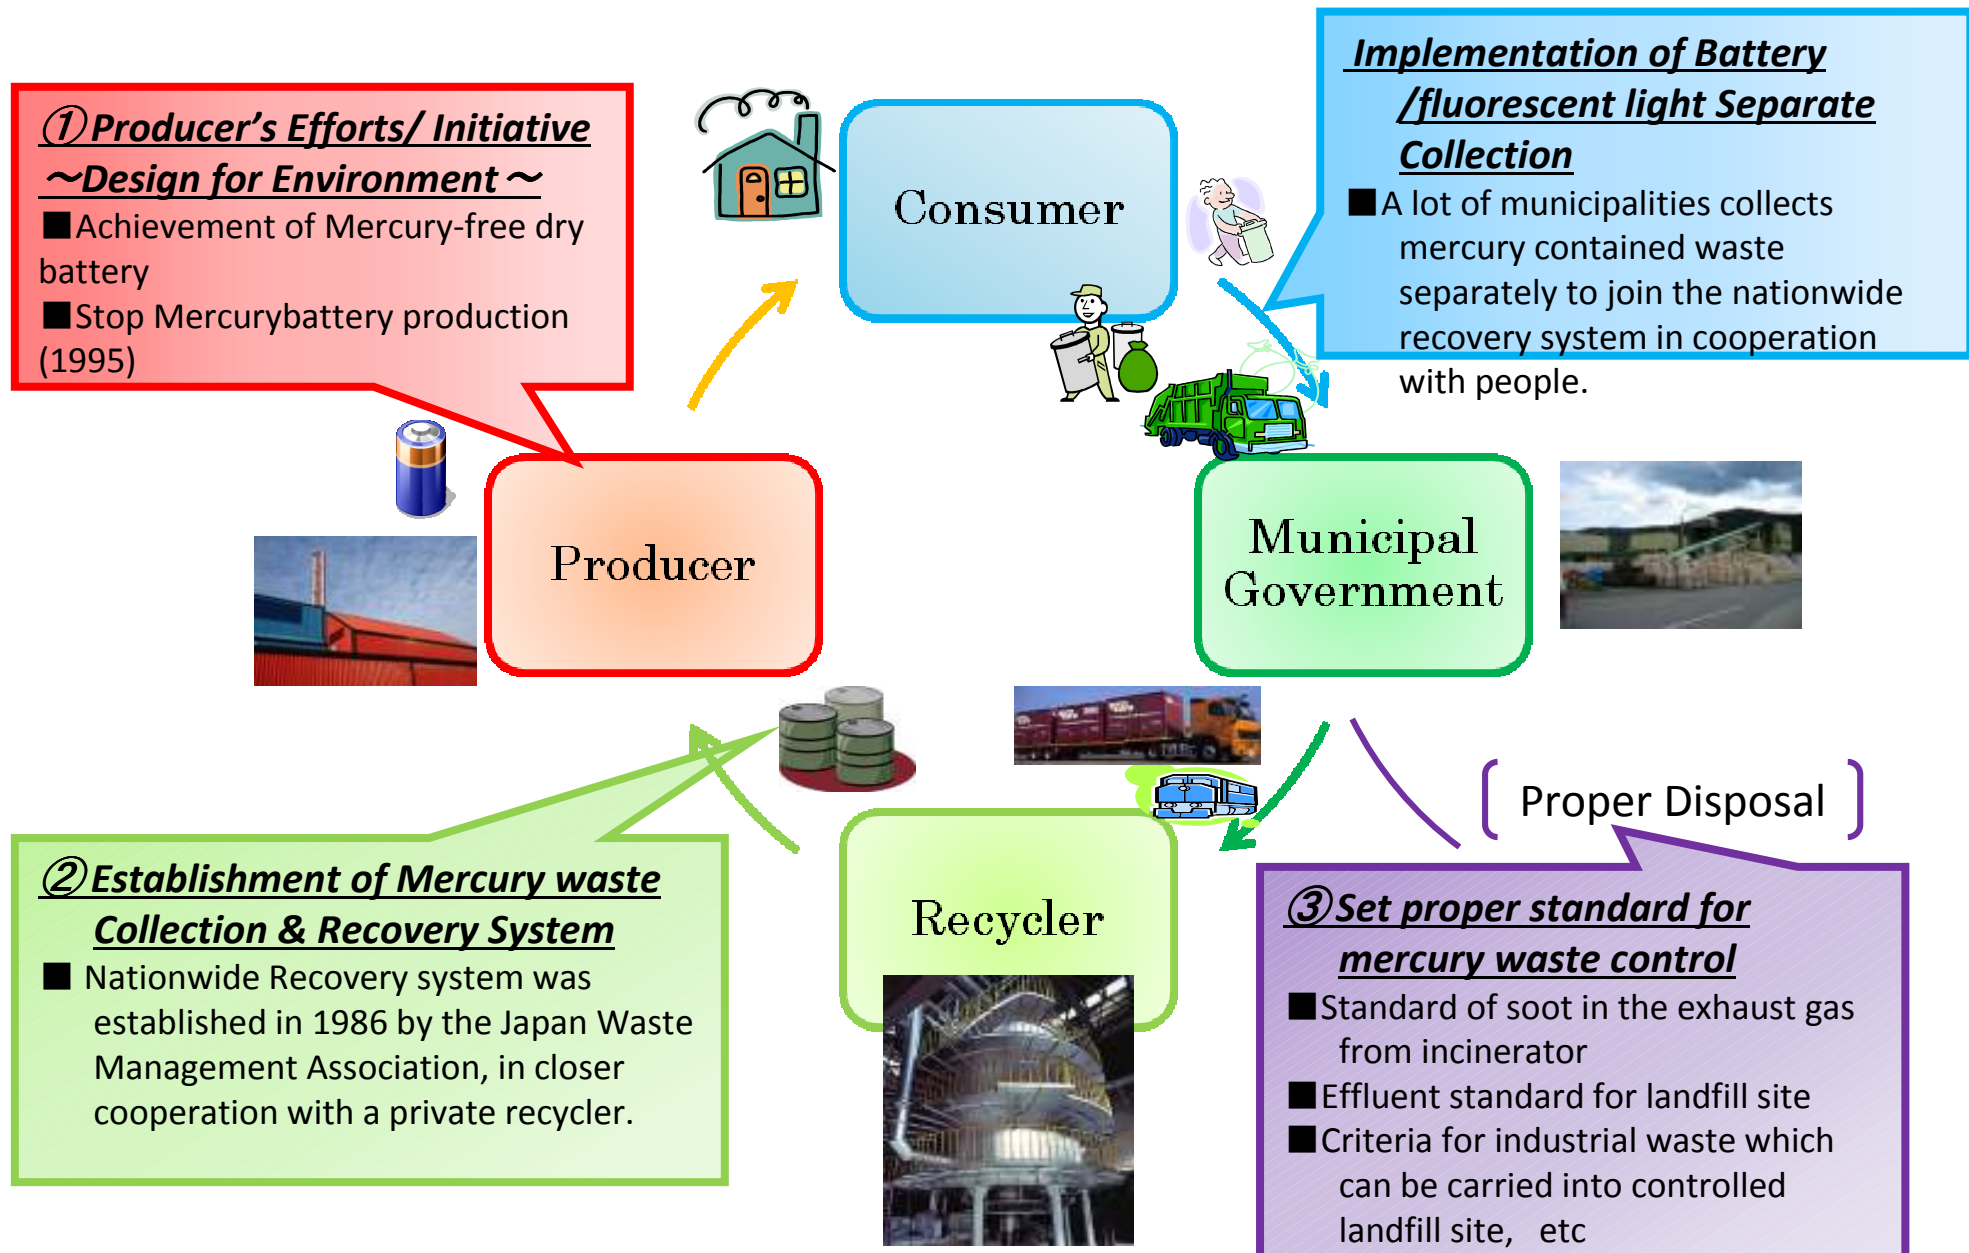 ①Producer’s Efforts/ Initiative
～Design for Environment～
■Achievement of Mercury-free dry
battery
■Stop Mercurybattery production
(1995)
Consumer
Implementation of Battery
/fluorescent light Separate
Collection
■A lot of municipalities collects
mercury contained waste
separately to join the nationwide
recovery system in cooperation
with people.
Producer
Municipal
Government
Proper Disposal
②Establishment of Mercury waste
Collection & Recovery System
■ Nationwide Recovery system was
established in 1986 by the Japan Waste
Management Association, in closer
cooperation with a private recycler.
Recycler
③Set proper standard for
mercury waste control
■Standard of soot in the exhaust gas
from incinerator
■Effluent standard for landfill site
■Criteria for industrial waste which
can be carried into controlled
landfill site,   etc